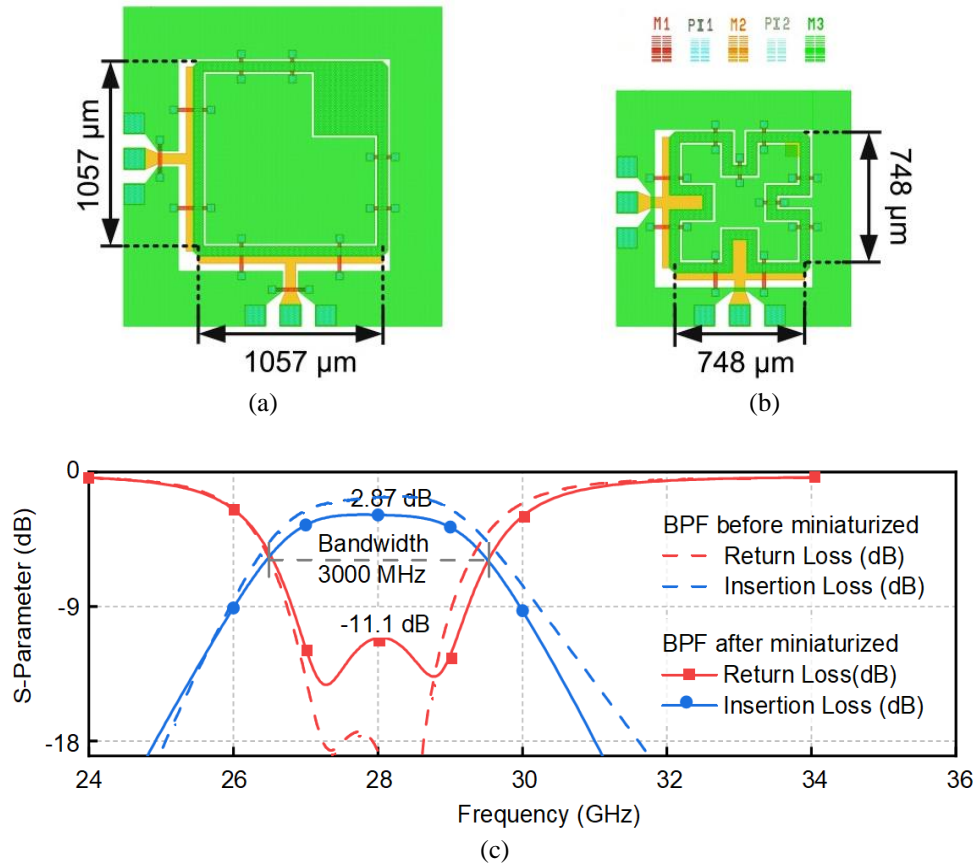 M1 PI1 M2 PI2 M3
1057 µm
1057 µm
(a)
748 µm
748 µm
(b)
S-Parameter (dB)
0
-9
-18
2.87 dB
Bandwidth
3000 MHz
-11.1 dB
BPF before miniaturized
Return Loss (dB)
Insertion Loss (dB)
BPF after miniaturized
Return Loss(dB)
Insertion Loss (dB)
24 26 28 30 32 34 36
Frequency (GHz)
(c)